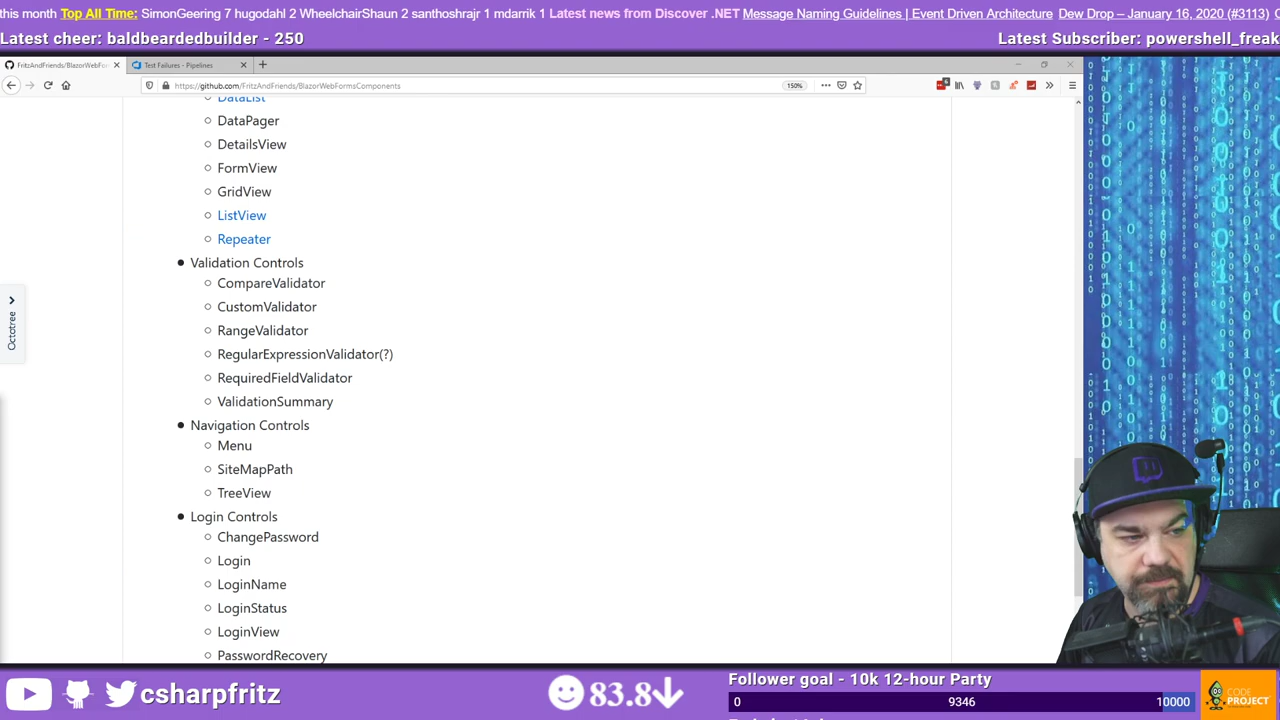 this month Top All Time: SimonGeering 7 hugodahl 2 WheelchairShaun 2 santhoshrajr 1 mdarrik 1 Latest news from Discover .NET Message Naming Guidelines | Event Driven Architecture Dew Drop – January 16, 2020 (#3113)
Latest cheer: baldbeardedbuilder - 250
Latest Subscriber: powershell_freak
FritzAndFriends/BlazorWebForm
Test Failures - Pipelines
https://github.com/FritzAndFriends/BlazorWebFormsComponents
150%
DataList
DataPager
DetailsView
FormView
GridView
ListView
Repeater
Validation Controls
CompareValidator
CustomValidator
RangeValidator
RegularExpressionValidator(?)
RequiredFieldValidator
ValidationSummary
Navigation Controls
Menu
SiteMapPath
TreeView
Login Controls
ChangePassword
Login
LoginName
LoginStatus
LoginView
PasswordRecovery
Octotree
csharpfritz
83.8
Follower goal - 10k 12-hour Party
0 9346 10000
CODE
PROJECT